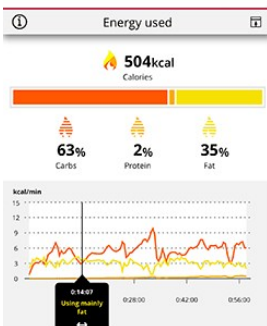 Energy used
504kcal
Calories
63% 2% 35%
Carbs Protein Fat
kcal/min
15
12
9
6
3
0
0:14:07 0:28:00 0:42:00 0:56:00
Using mainly
fat